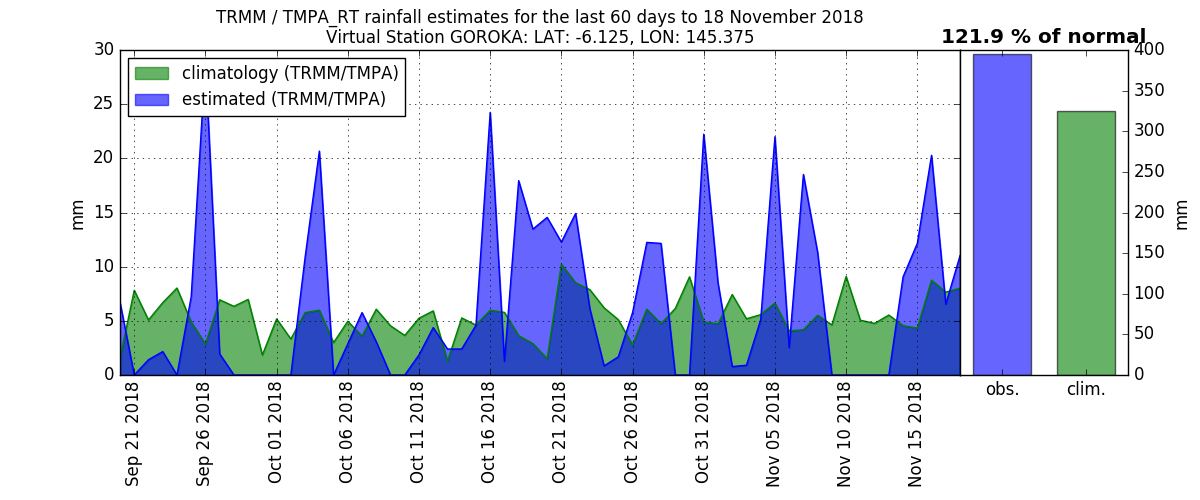 TRMM / TMPA_RT rainfall estimates for the last 60 days to 18 November 2018
Virtual Station GOROKA: LAT: -6.125, LON: 145.375
121.9 % of normal
climatology (TRMM/TMPA)
estimated (TRMM/TMPA)
30
25
20
15
10
5
0
mm
Sep 21 2018
Sep 26 2018
Oct 01 2018
Oct 06 2018
Oct 11 2018
Oct 16 2018
Oct 21 2018
Oct 26 2018
Oct 31 2018
Nov 05 2018
Nov 10 2018
Nov 15 2018
obs.
clim.
400
350
300
250
200
150
100
50
0
mm